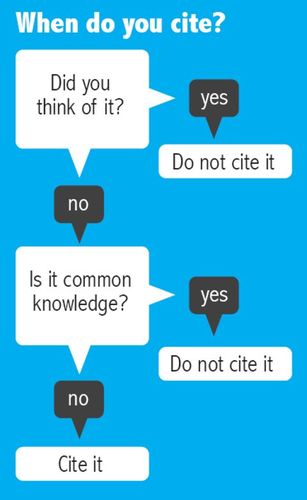 When do you cite?
Did you
think of it?
yes
Do not cite it
no
Is it common
knowledge?
yes
Do not cite it
no
Cite it